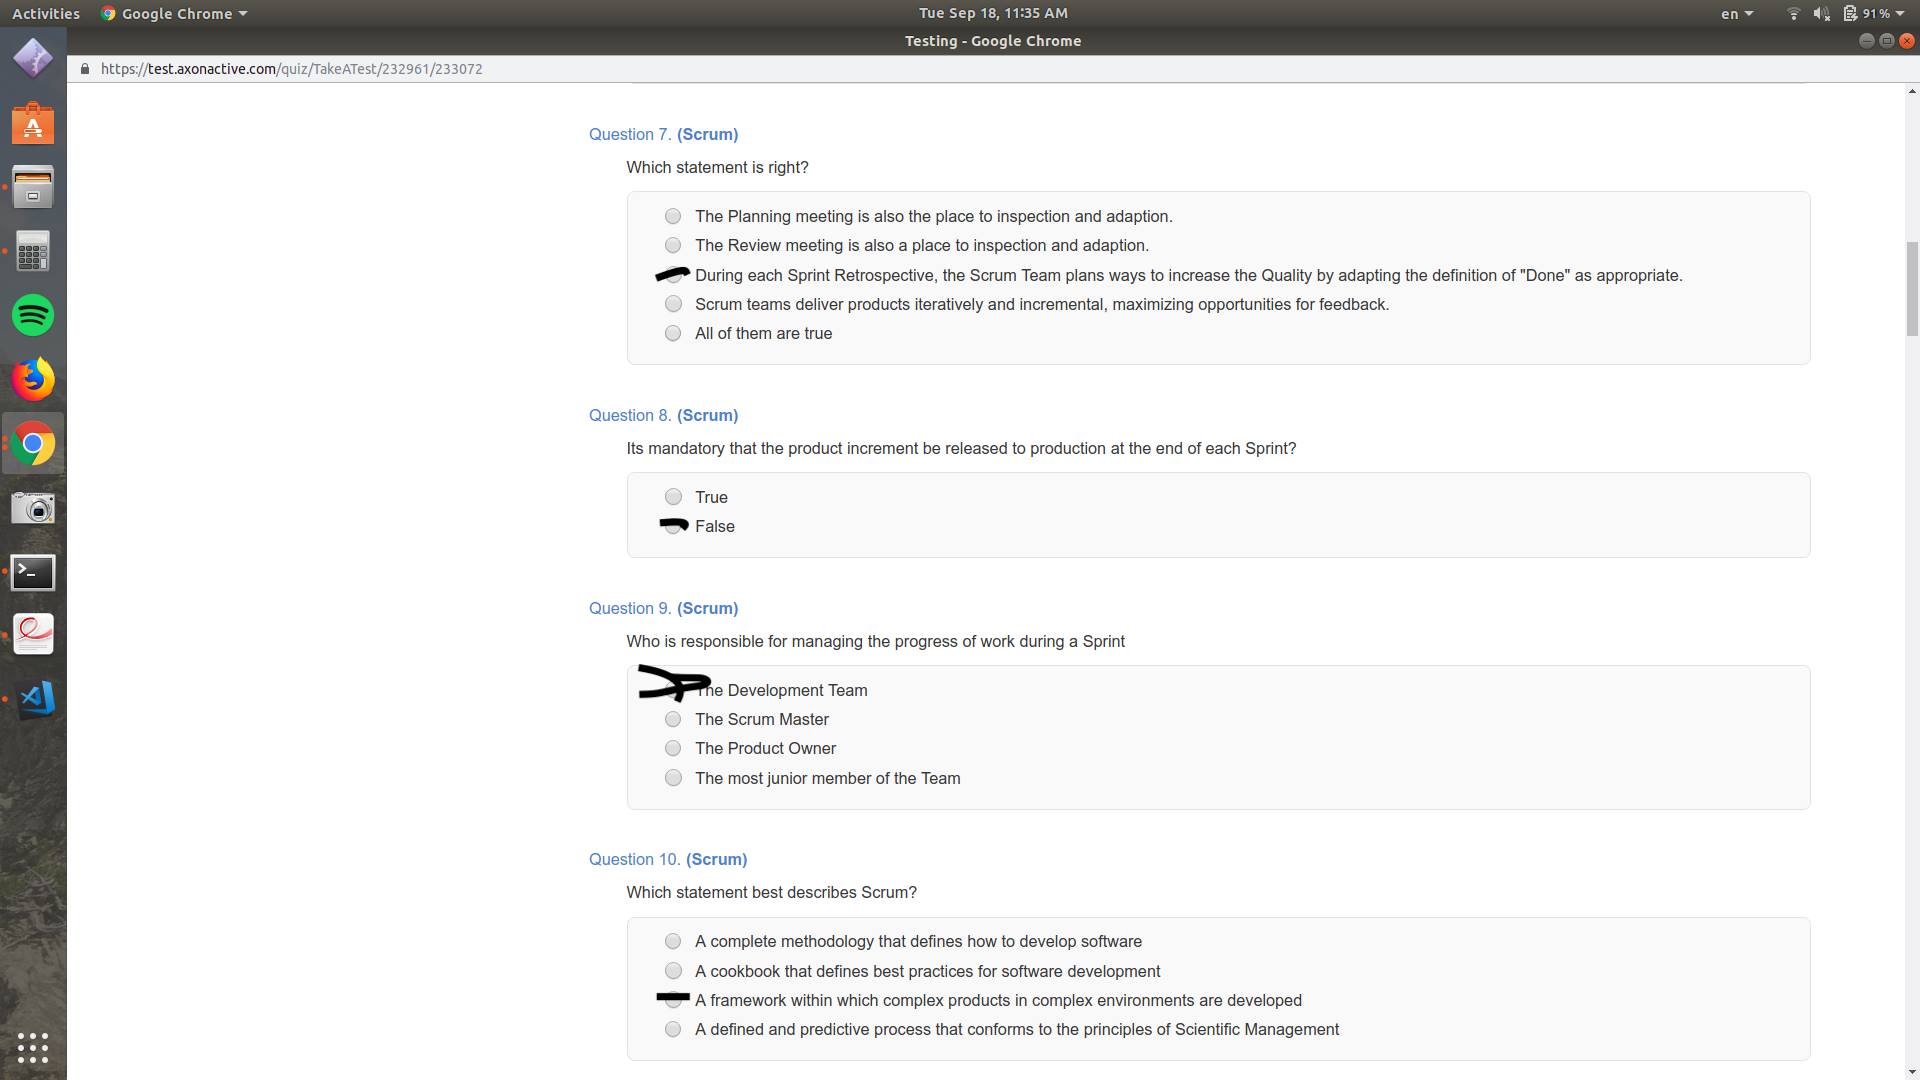 Activities Google Chrome Tue Sep 18, 11:35 AM en 91%
Testing - Google Chrome
https://test.axonactive.com/quiz/TakeATest/232961/233072
Question 7. (Scrum)
Which statement is right?
The Planning meeting is also the place to inspection and adaption.
The Review meeting is also a place to inspection and adaption.
During each Sprint Retrospective, the Scrum Team plans ways to increase the Quality by adapting the definition of "Done" as appropriate.
Scrum teams deliver products iteratively and incremental, maximizing opportunities for feedback.
All of them are true
Question 8. (Scrum)
Its mandatory that the product increment be released to production at the end of each Sprint?
True
False
Question 9. (Scrum)
Who is responsible for managing the progress of work during a Sprint
The Development Team
The Scrum Master
The Product Owner
The most junior member of the Team
Question 10. (Scrum)
Which statement best describes Scrum?
A complete methodology that defines how to develop software
A cookbook that defines best practices for software development
A framework within which complex products in complex environments are developed
A defined and predictive process that conforms to the principles of Scientific Management